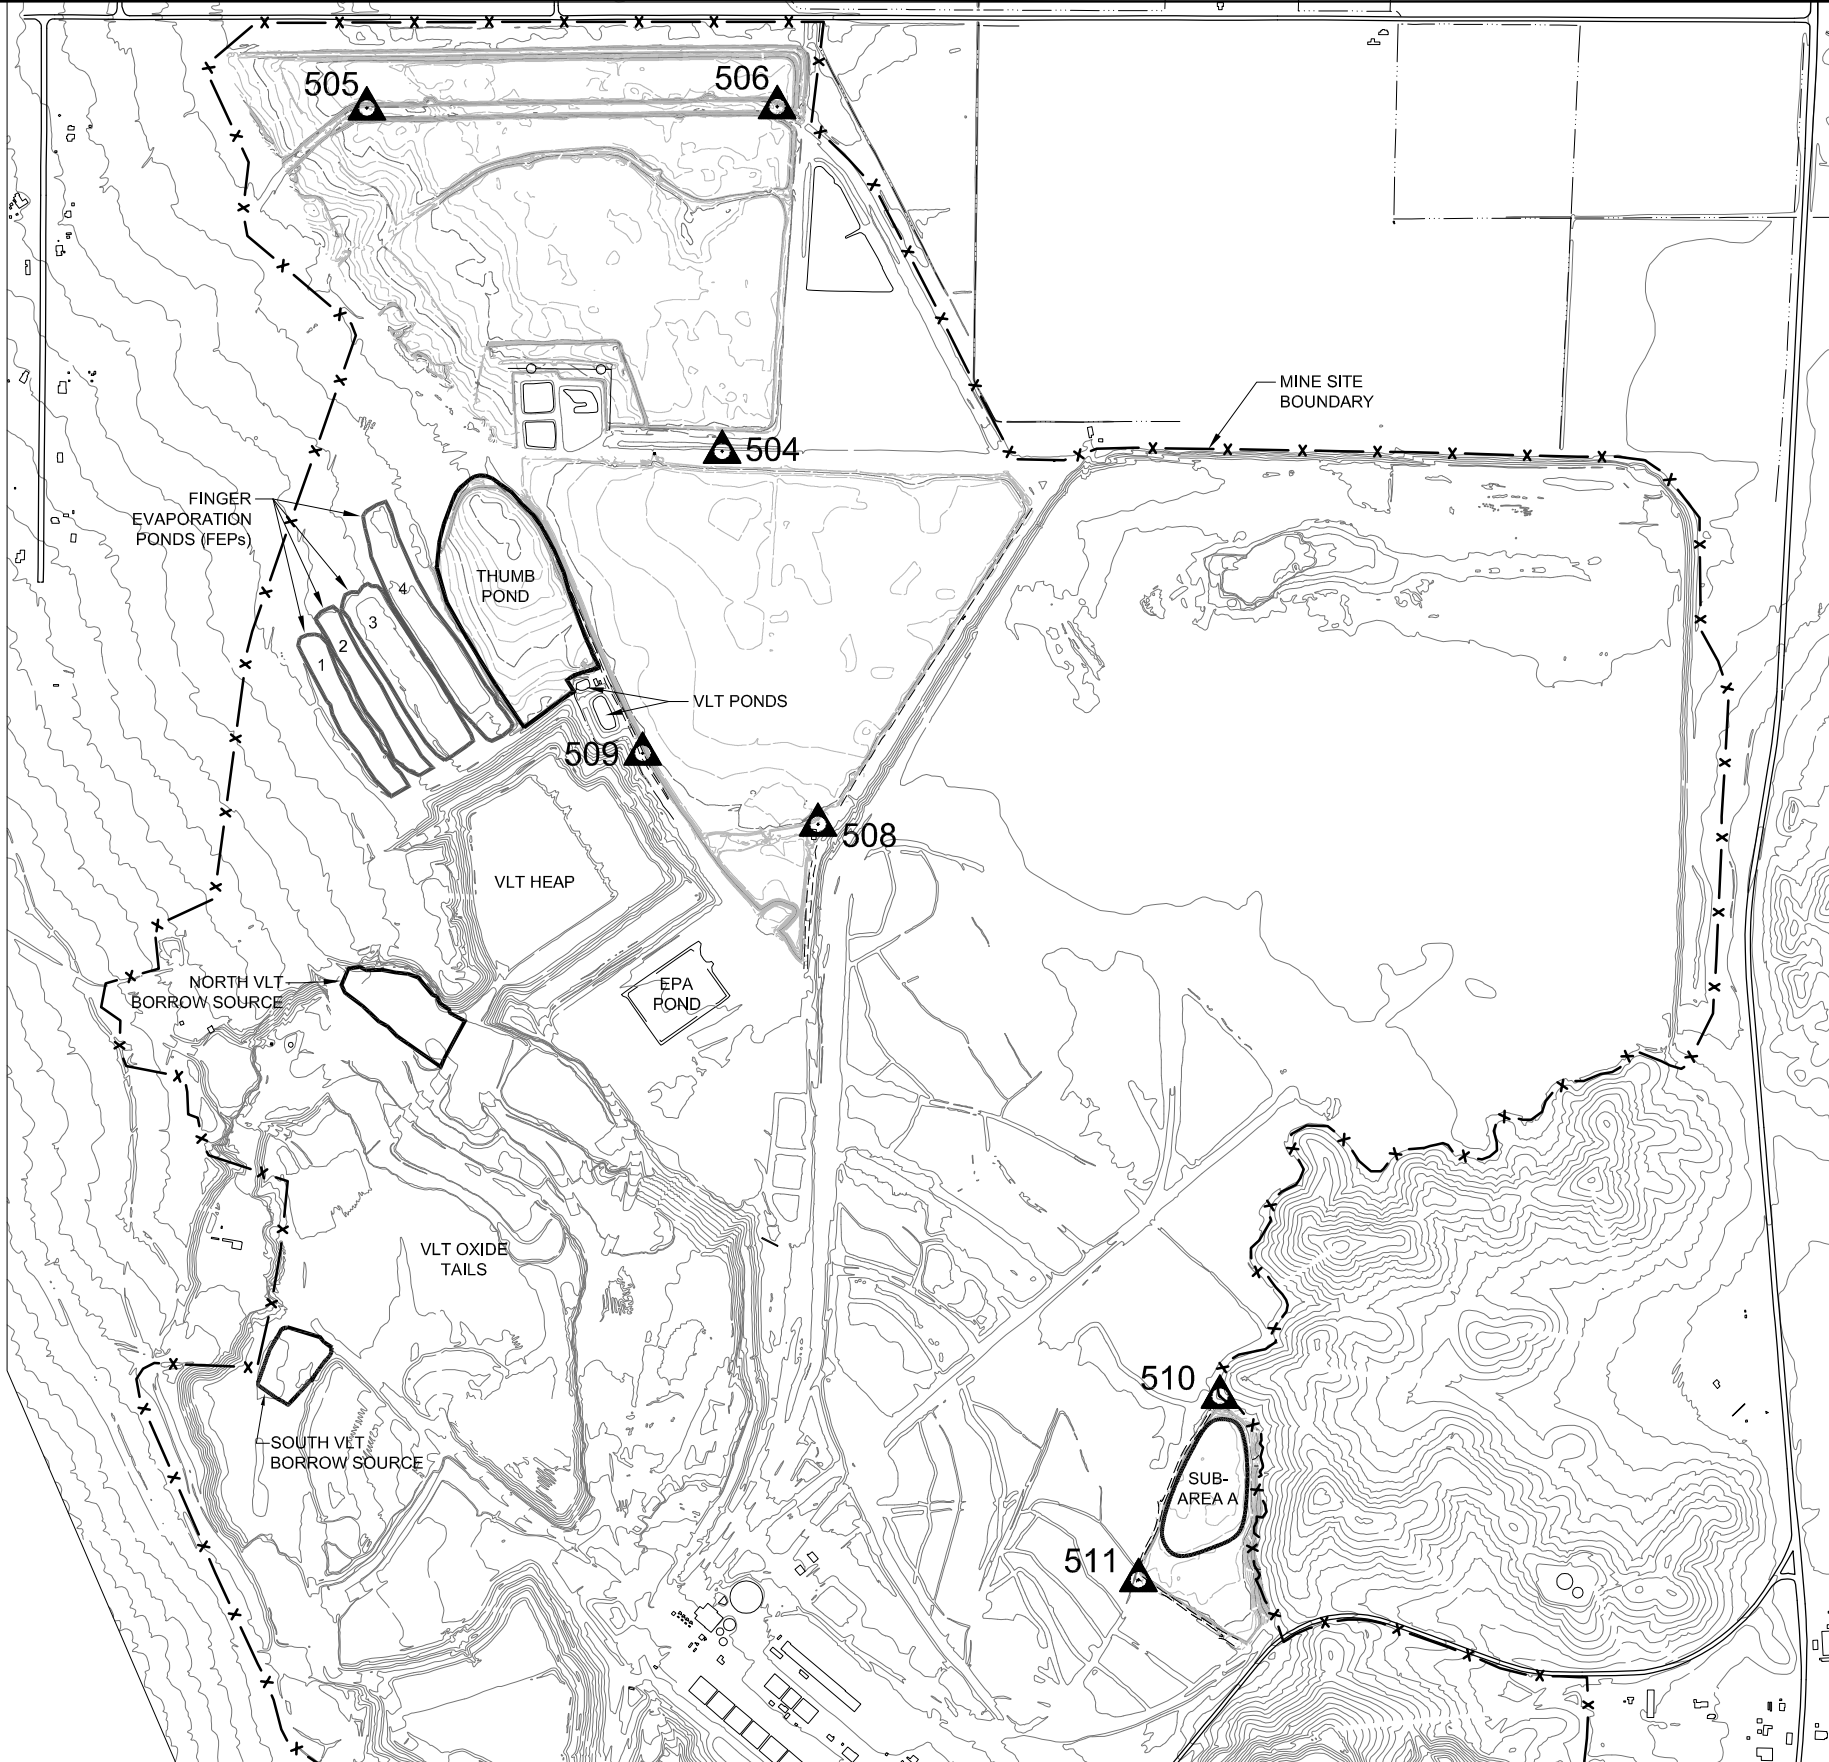 505
506
MINE SITE
BOUNDARY
504
FINGER
EVAPORATION
PONDS (FEPs)
THUMB
POND
4
3
2
1
VLT PONDS
509
508
VLT HEAP
NORTH VLT
BORROW SOURCE
EPA
POND
VLT OXIDE
TAILS
510
SOUTH VLT
BORROW SOURCE
SUB-
AREA A
511